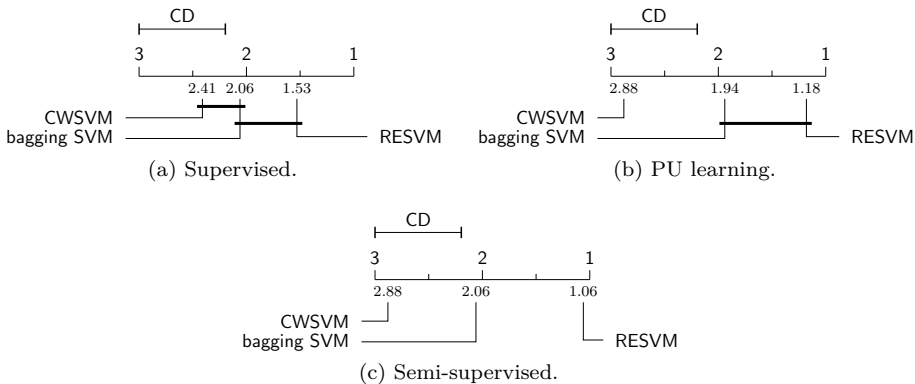 CD
3 2 1
2.41 2.06 1.53
CWSVM
bagging SVM
RESVM
(a) Supervised.
CD
3 2 1
2.88 1.94 1.18
CWSVM
bagging SVM
RESVM
(b) PU learning.
CD
3 2 1
2.88 2.06 1.06
CWSVM
bagging SVM
RESVM
(c) Semi-supervised.